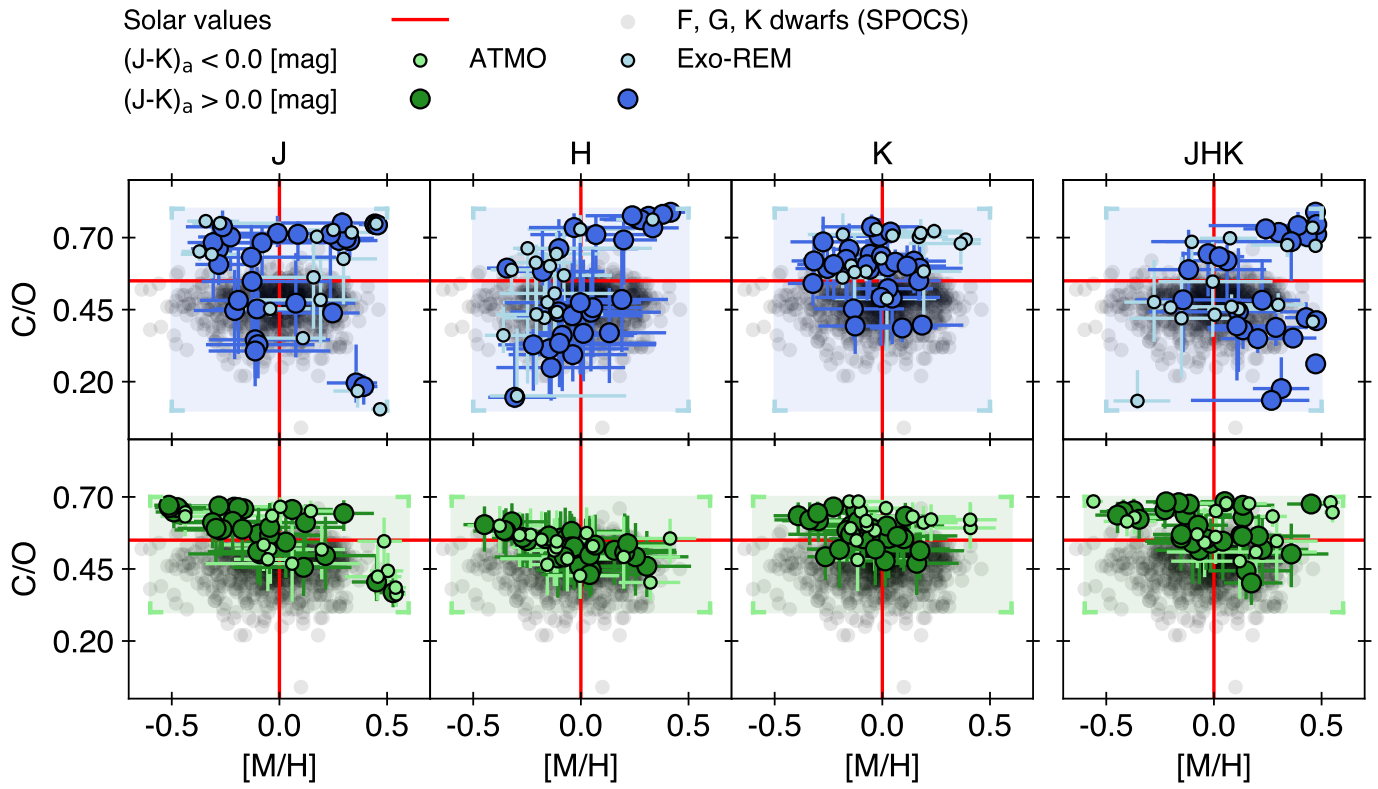 Solar values F, G, K dwarfs (SPOCS)
(J-K)a < 0.0 [mag] ATMO Exo-REM
(J-K)a > 0.0 [mag]
J H K JHK
0.70
0.45
0.20
C/O
0.70
0.45
0.20
C/O
-0.5 0.0 0.5 -0.5 0.0 0.5 -0.5 0.0 0.5 -0.5 0.0 0.5
[M/H] [M/H] [M/H] [M/H]